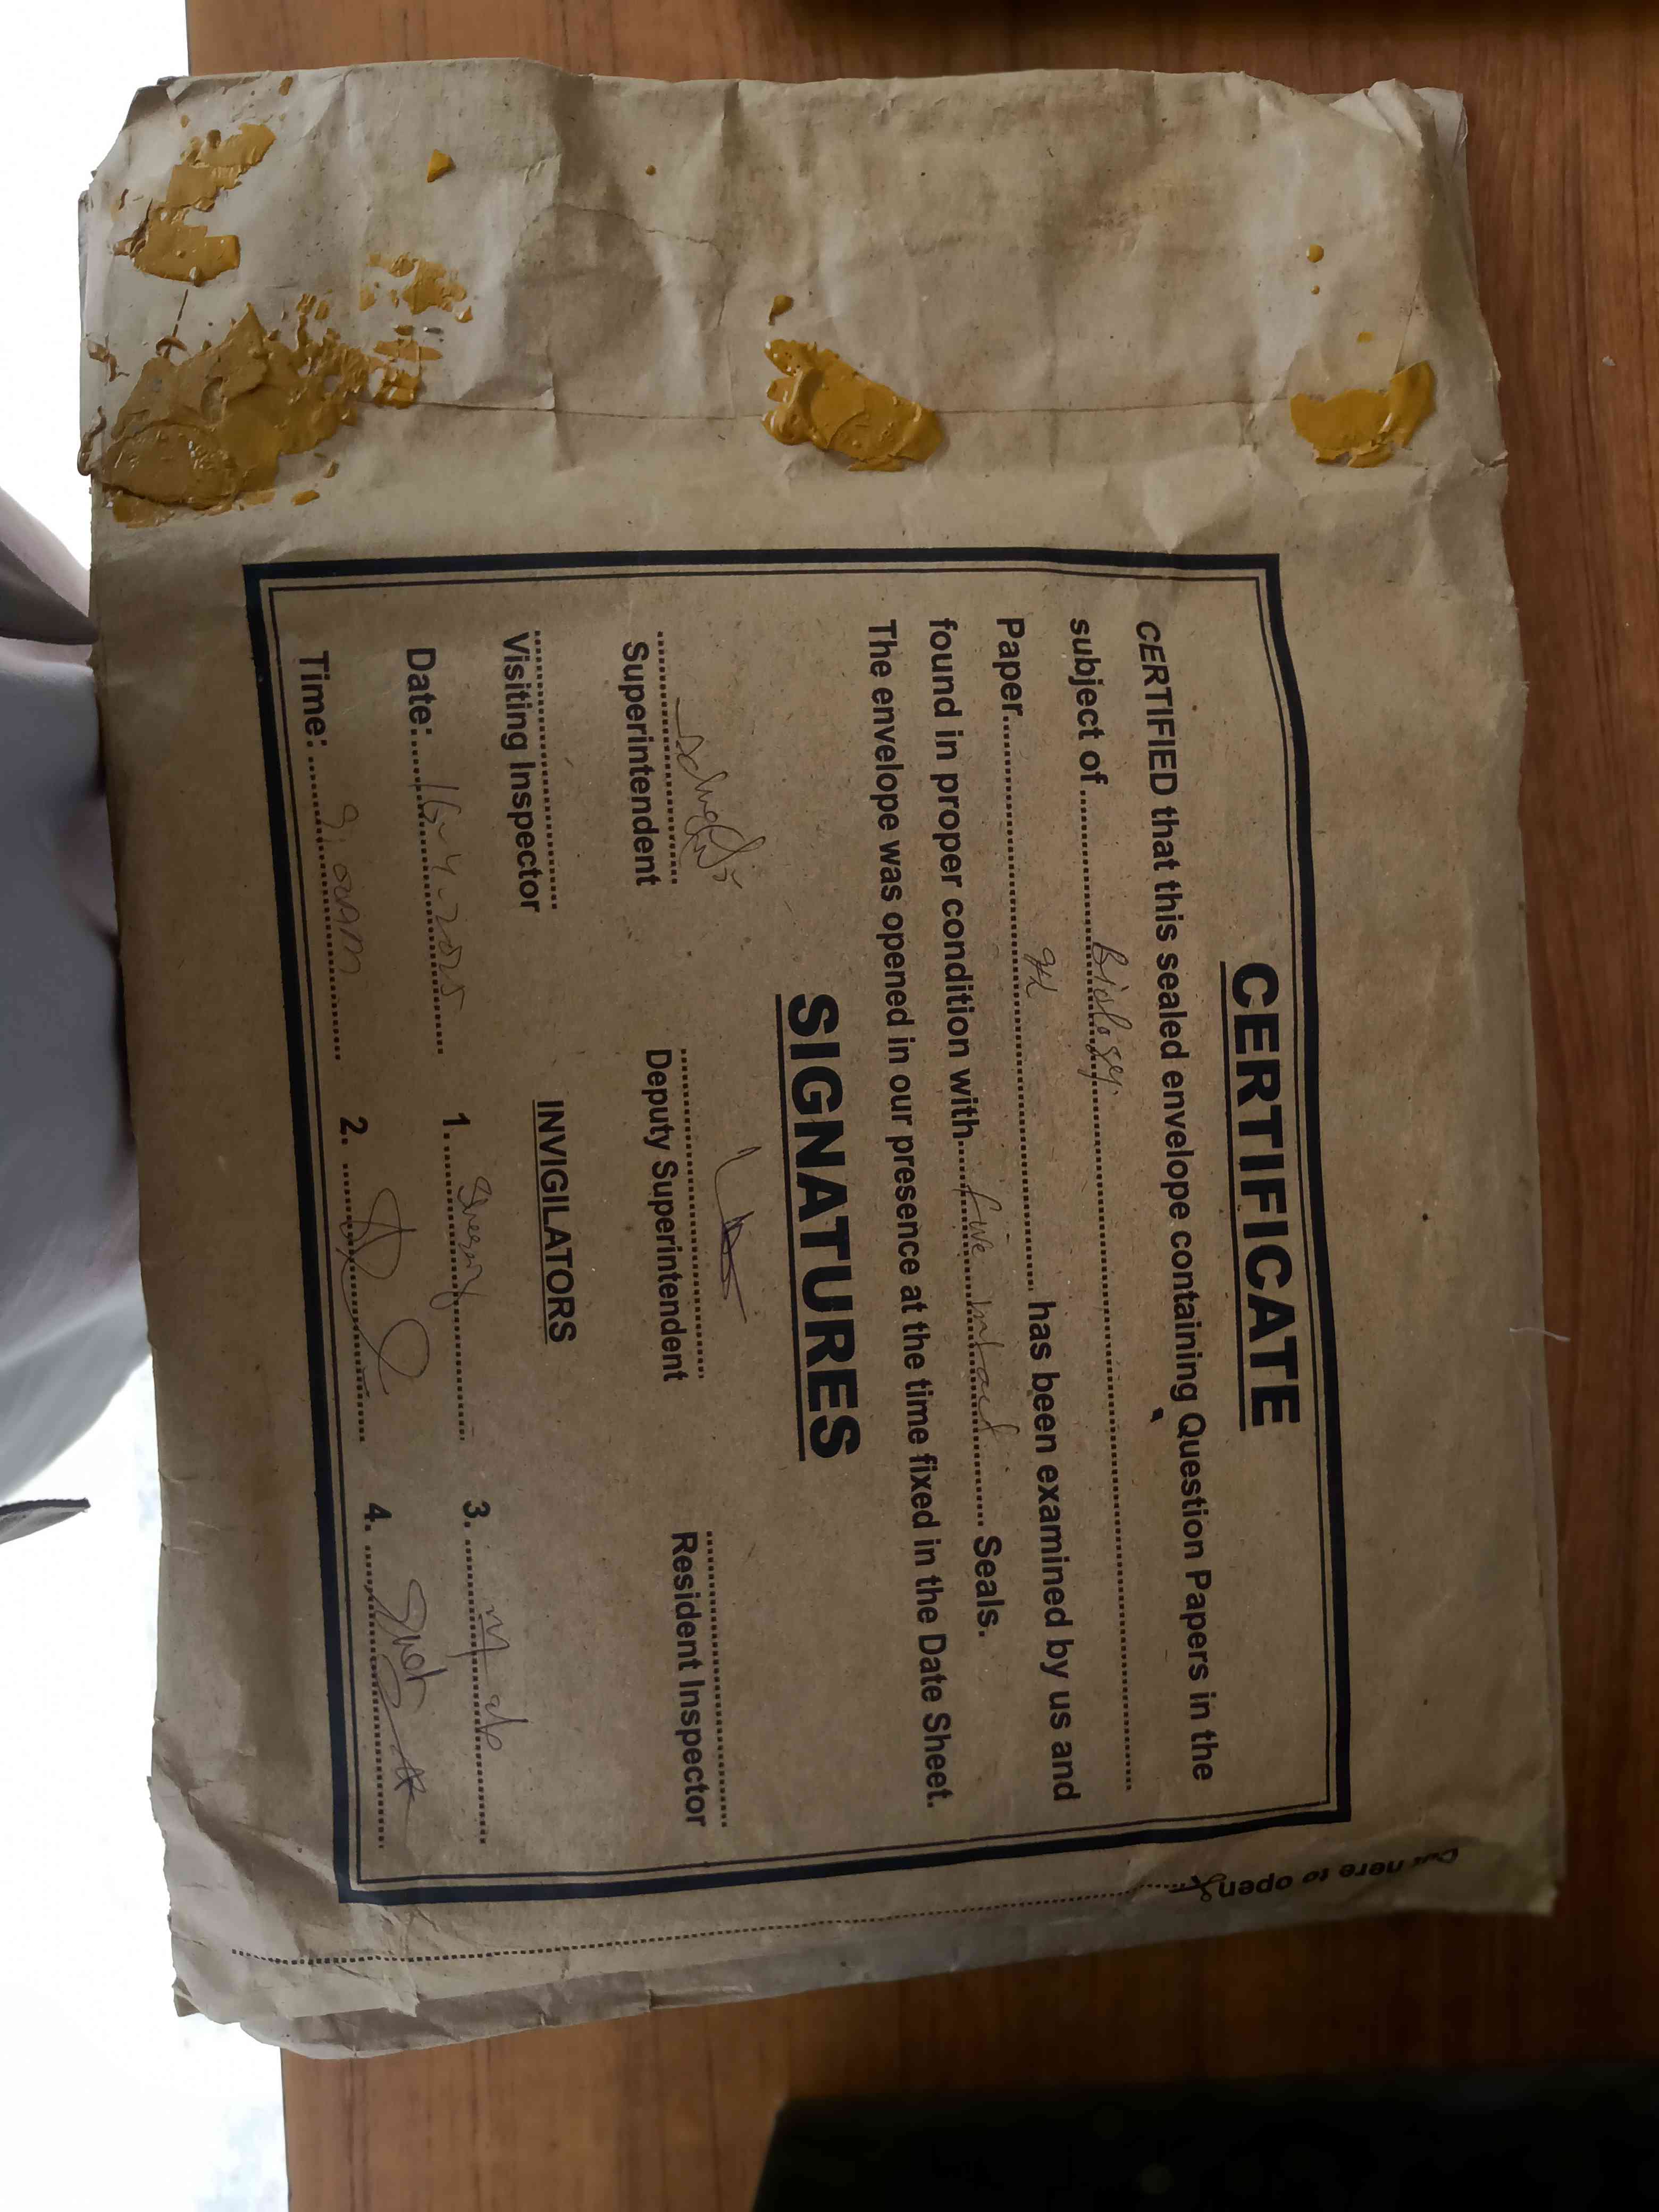 CERTIFICATE
CERTIFIED that this sealed envelope containing Question Papers in the
subject of Biology
Paper has been examined by us and
found in proper condition with five intact Seals.
The envelope was opened in our presence at the time fixed in the Date Sheet.
SIGNATURES
Superintendent Deputy Superintendent Resident Inspector
Visiting Inspector
INVIGILATORS
Date: 16-4-2025 1. 3.
Time: 9:00AM 2. 4.
Cut here to open